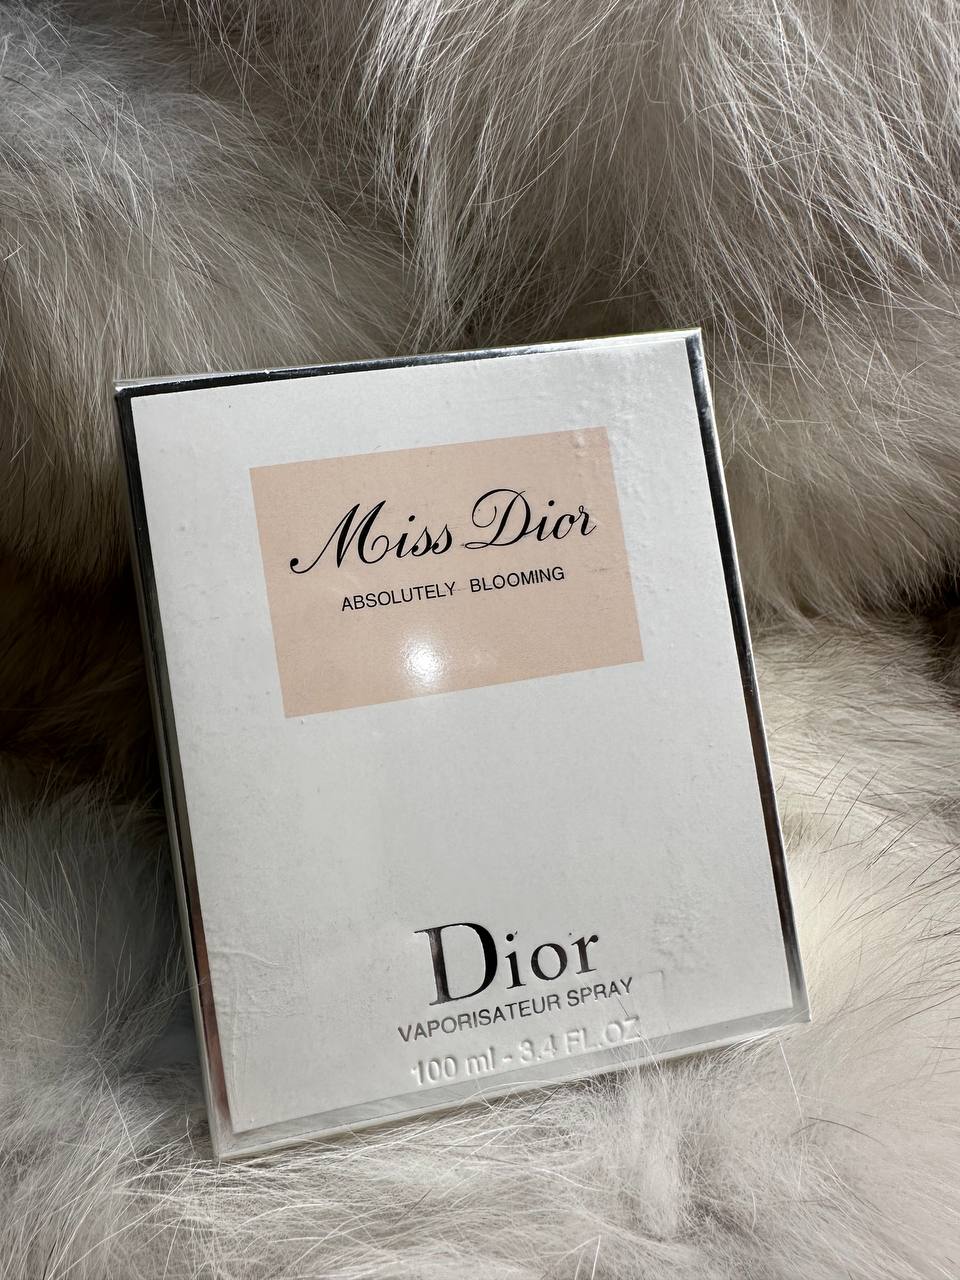 Miss Dior
ABSOLUTELY BLOOMING
Dior
VAPORISATEUR SPRAY
100 ml - 3.4 FL.OZ